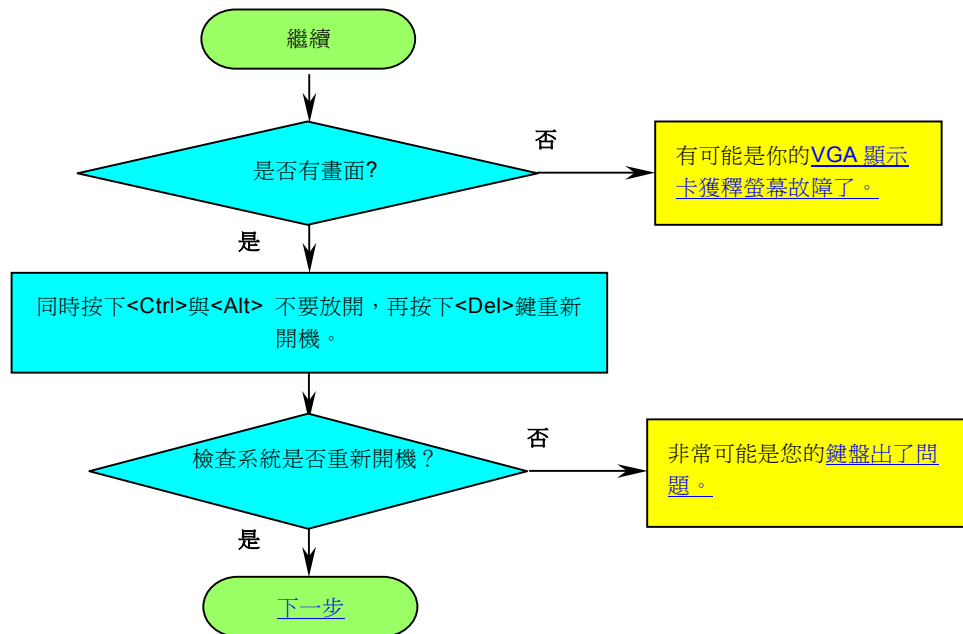 繼續
是否有畫面?
否
有可能是你的VGA 顯示
卡獲釋螢幕故障了。
是
同時按下<Ctrl>與<Alt> 不要放開，再按下<Del>鍵重新
開機。
檢查系統是否重新開機？
否
非常可能是您的鍵盤出了問
題。
是
下一步